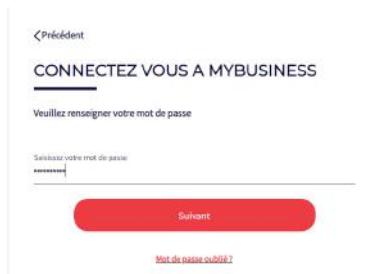 <Précédent
CONNECTEZ VOUS A MYBUSINESS
Veuillez renseigner votre mot de passe
Saisissez votre mot de passe
••••••••••
Suivant
Mot de passe oublié ?